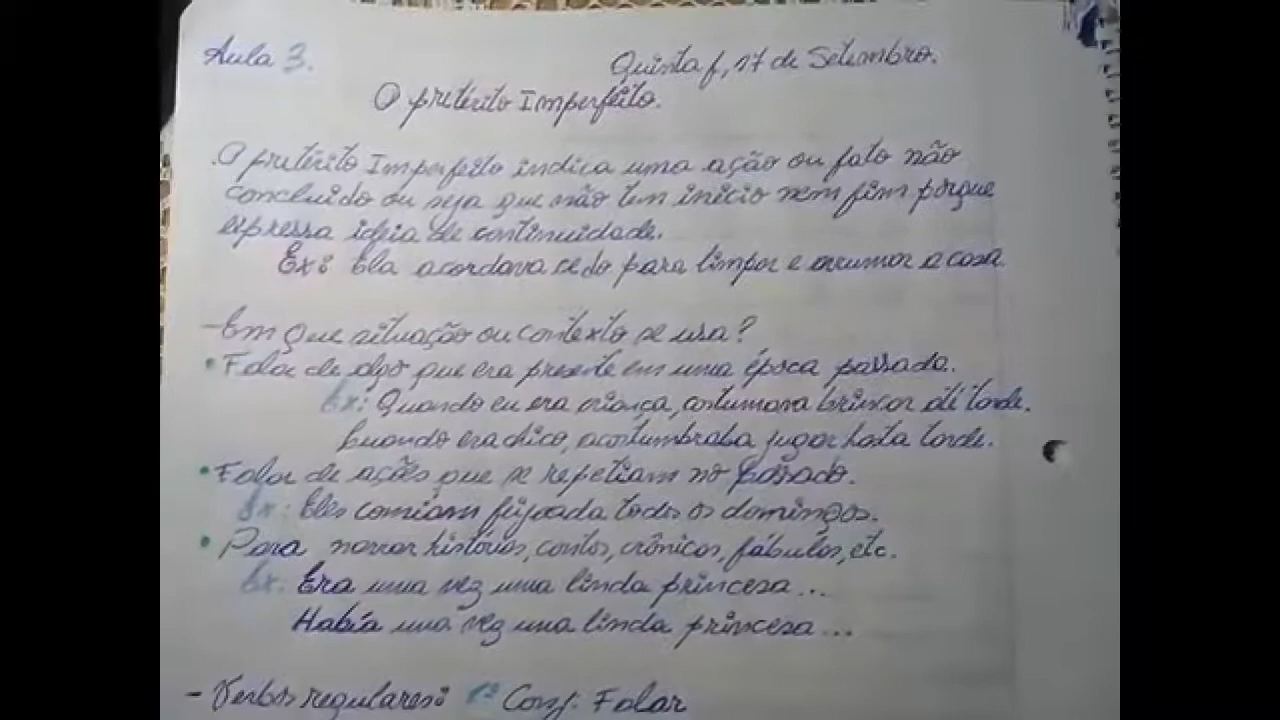 Aula 3.
Quinta f, 17 de Setembro.
O pretérito Imperfeito.
. O pretérito Imperfeito indica uma ação ou fato não
concluido ou seja que não tem início nem fim porque
expressa ideia de continuidade.
Ex: Ela acordava cedo para limpar e arrumar a casa.
- Em que situação ou contexto se usa?
• Falar de algo que era presente em uma época passada.
Ex: Quando eu era criança, costumava brincar até tarde.
Cuando era chico, acostumbraba jugar hasta tarde.
• Falar de ações que se repetiam no passado.
Ex: Eles comiam feijoada todos os domingos.
• Para narrar histórias, contos, crônicas, fábulas, etc.
Ex: Era uma vez uma linda princesa...
Había una vez una linda princesa...
- Verbos regulares: 1ª Conj. Falar